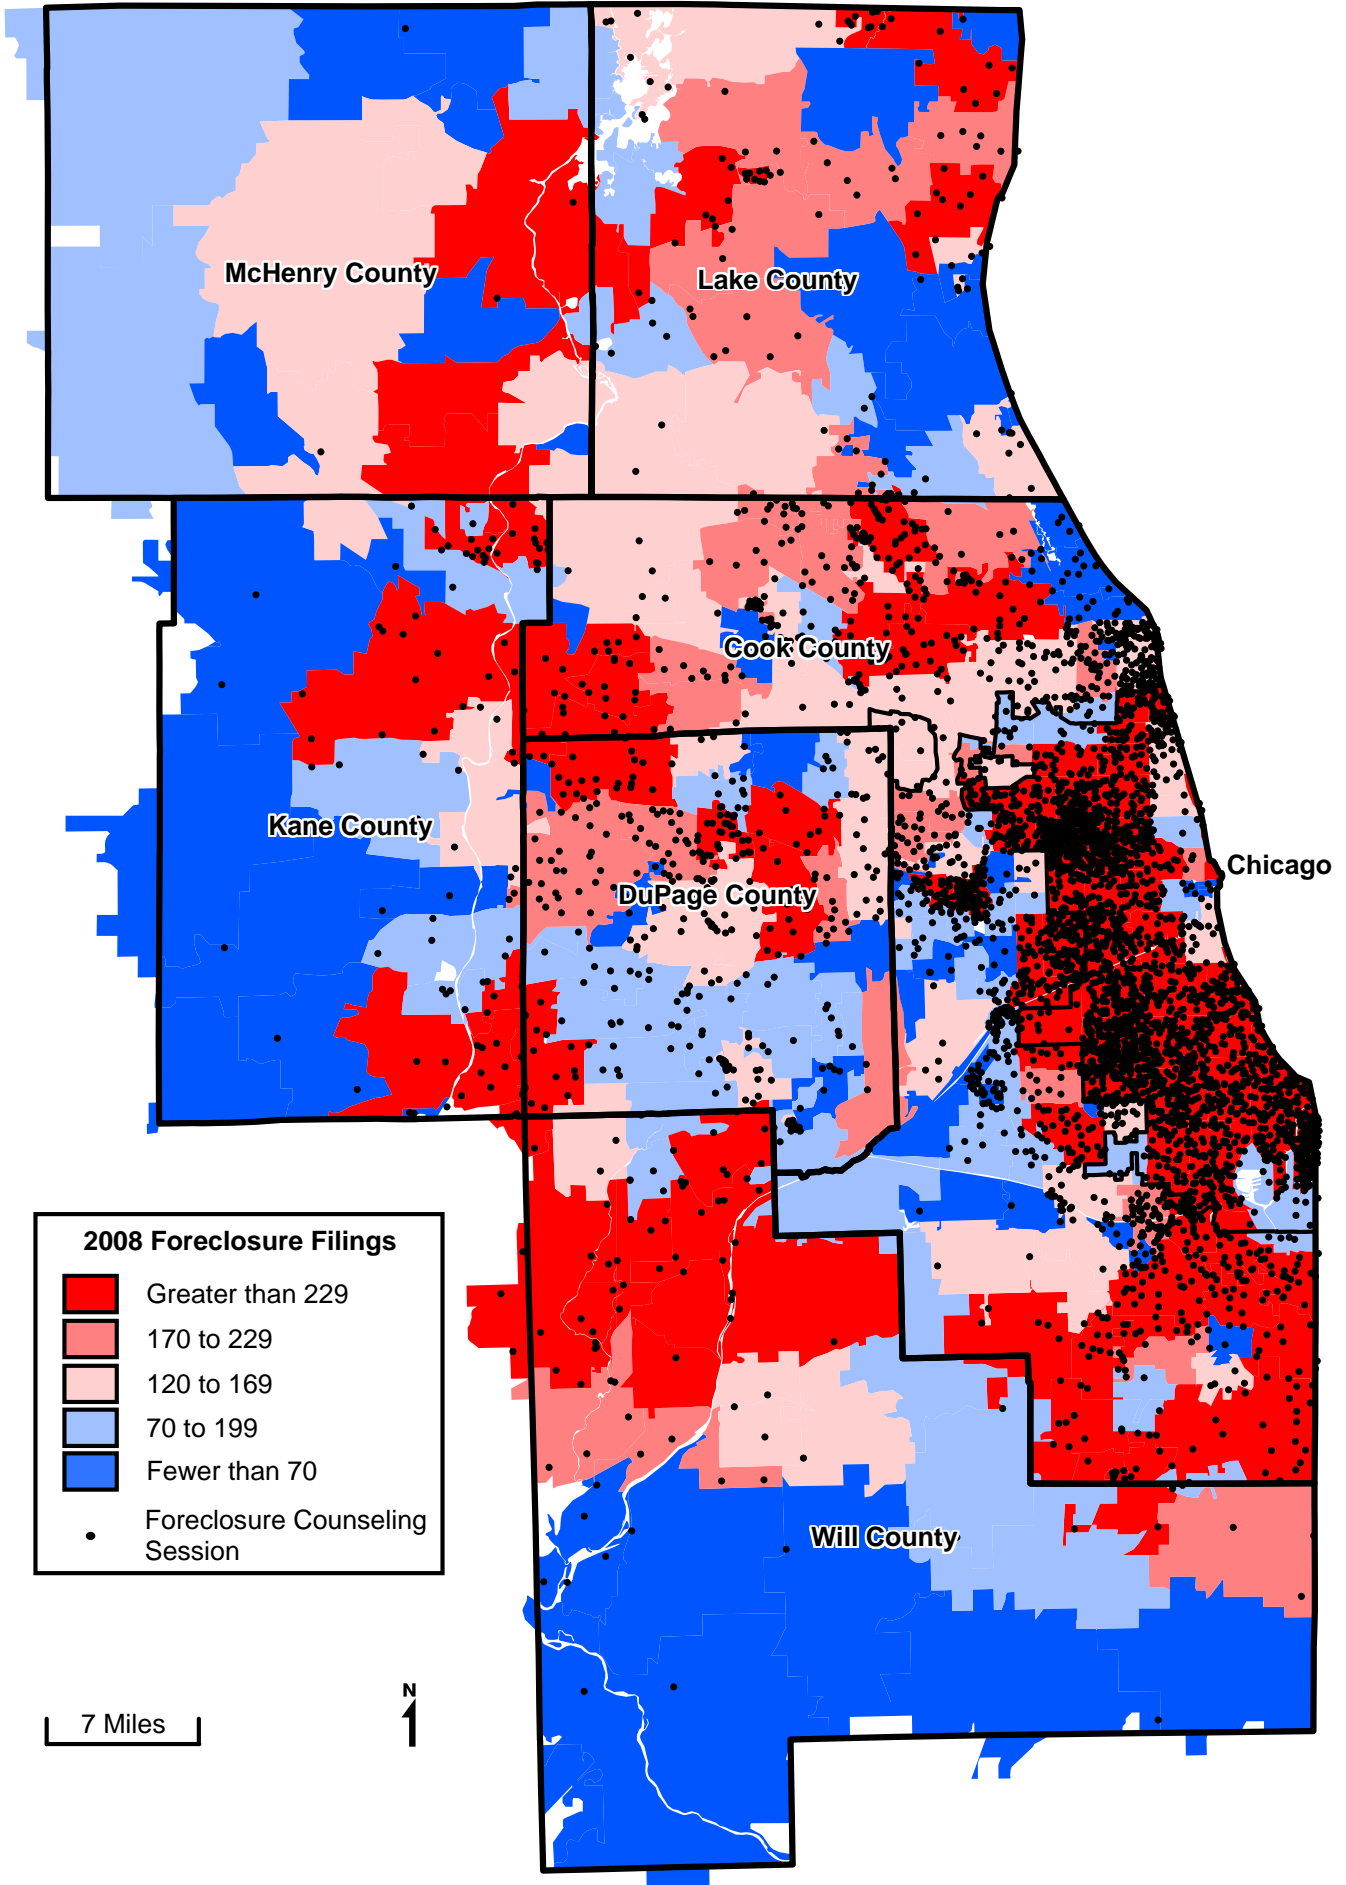 McHenry County
Lake County
Cook County
Kane County
DuPage County
Chicago
Will County
2008 Foreclosure Filings
Greater than 229
170 to 229
120 to 169
70 to 199
Fewer than 70
Foreclosure Counseling
Session
7 Miles
N